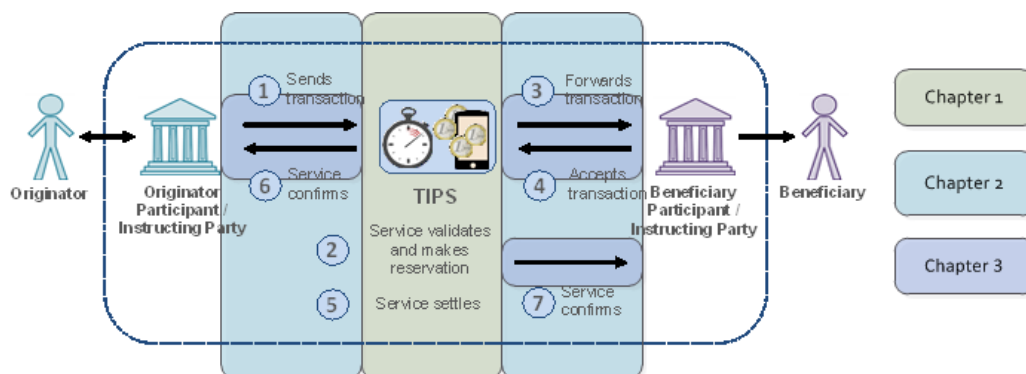 1 Sends
transaction
3 Forwards
transaction
Originator
Originator
Participant /
Instructing Party
6 Service
confirms
TIPS
4 Accepts
transaction
Beneficiary
Participant /
Instructing Party
Beneficiary
2 Service validates
and makes
reservation
5 Service settles
7 Service
confirms
Chapter 1
Chapter 2
Chapter 3